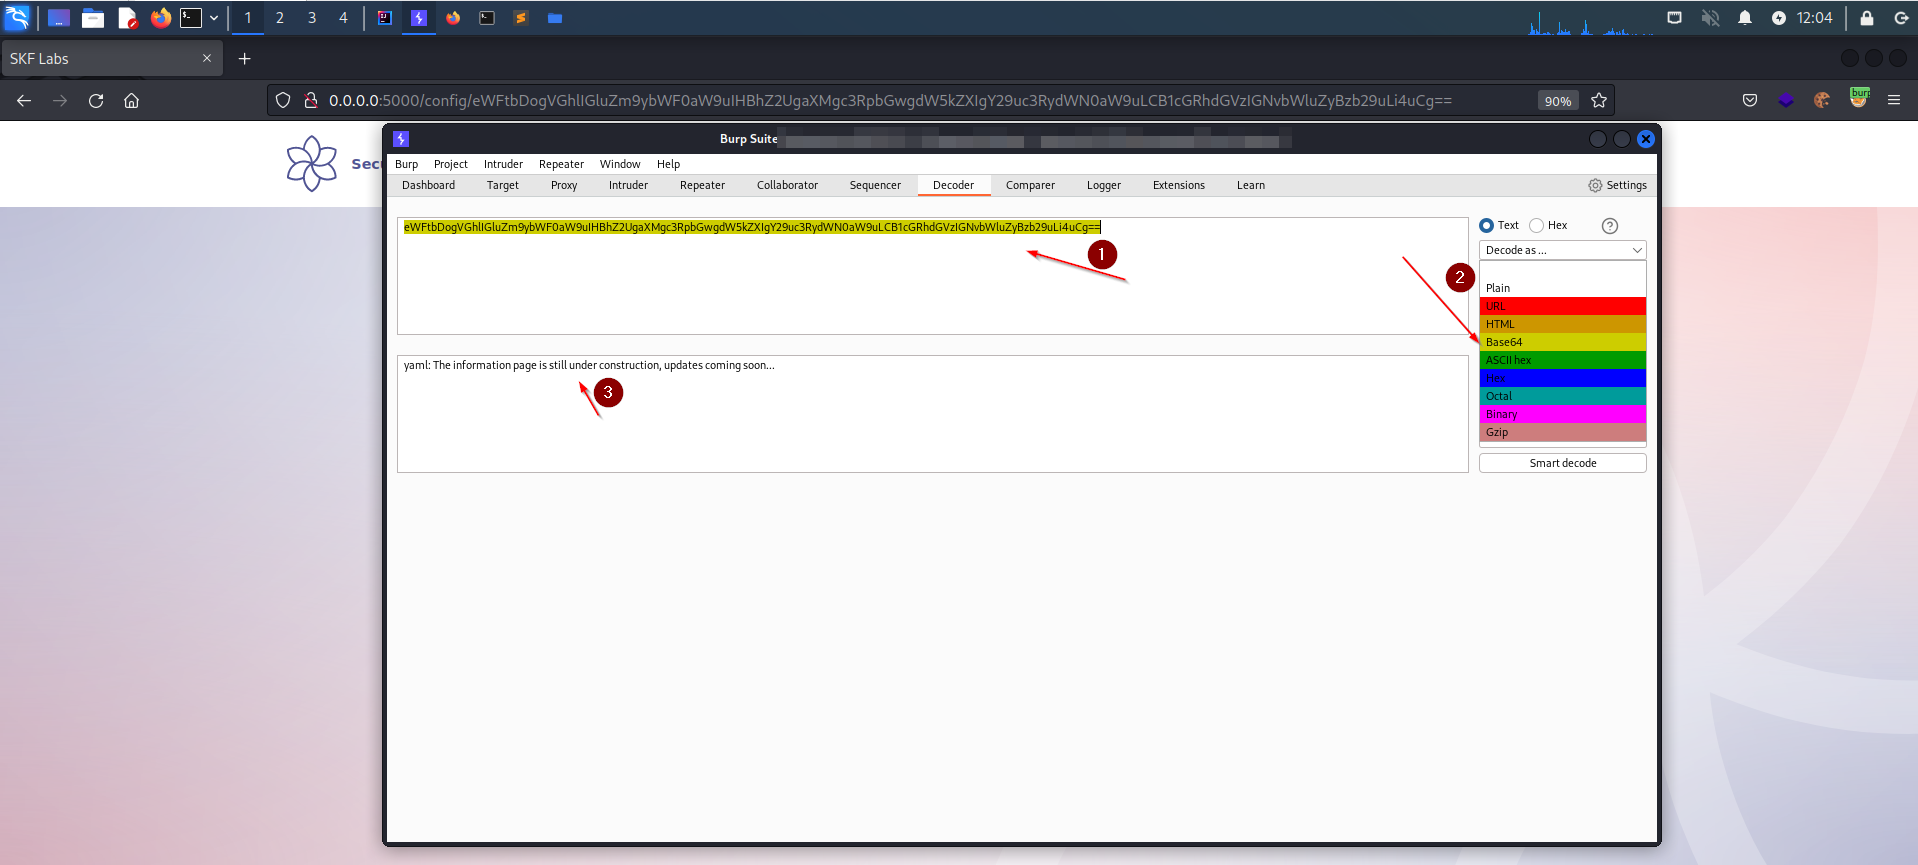 1 2 3 4 12:04
SKF Labs
0.0.0.0:5000/config/eWFtbDogVGhlIGluZm9ybWF0aW9uIHBhZ2UgaXMgc3RpbGwgdW5kZXIgY29uc3RydWN0aW9uLCB1cGRhdGVzIGNvbWluZyBzb29uLi4uCg== 90% burp
Secu
Burp Suite
Burp Project Intruder Repeater Window Help
Dashboard Target Proxy Intruder Repeater Collaborator Sequencer Decoder Comparer Logger Extensions Learn Settings
eWFtbDogVGhlIGluZm9ybWF0aW9uIHBhZ2UgaXMgc3RpbGwgdW5kZXIgY29uc3RydWN0aW9uLCB1cGRhdGVzIGNvbWluZyBzb29uLi4uCg==
1
Text Hex ?
Decode as ...
2
Plain
URL
HTML
Base64
ASCII hex
Hex
Octal
Binary
Gzip
Smart decode
yaml: The information page is still under construction, updates coming soon...
3